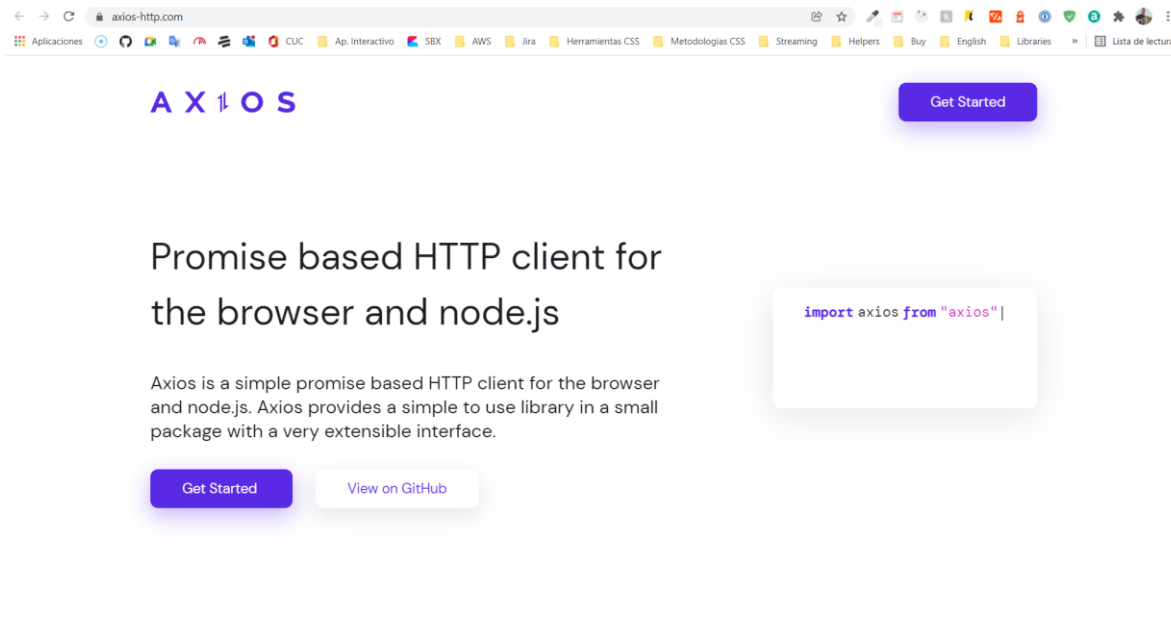 axios-http.com
Aplicaciones CUC Ap. Interactivo SBX AWS Jira Herramientas CSS Metodologias CSS Streaming Helpers Buy English Libraries » Lista de lectura
AXIOS
Get Started
Promise based HTTP client for
the browser and node.js
import axios from "axios"|
Axios is a simple promise based HTTP client for the browser
and node.js. Axios provides a simple to use library in a small
package with a very extensible interface.
Get Started
View on GitHub